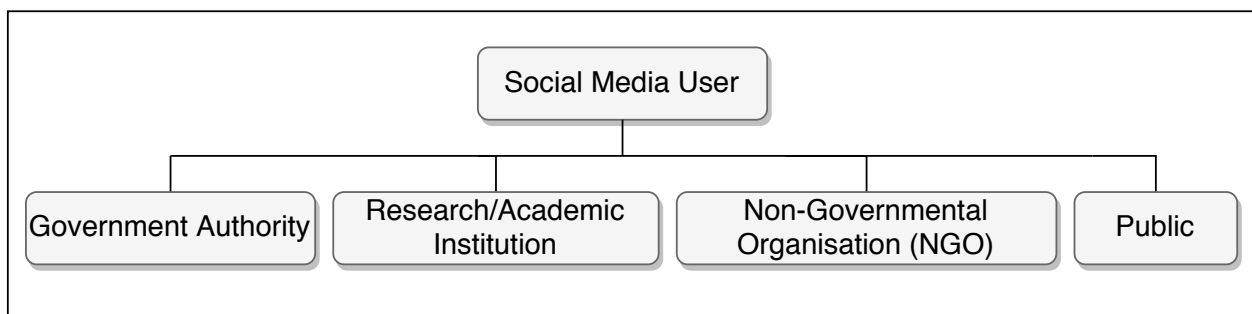 Social Media User
Government Authority
Research/Academic
Institution
Non-Governmental
Organisation (NGO)
Public